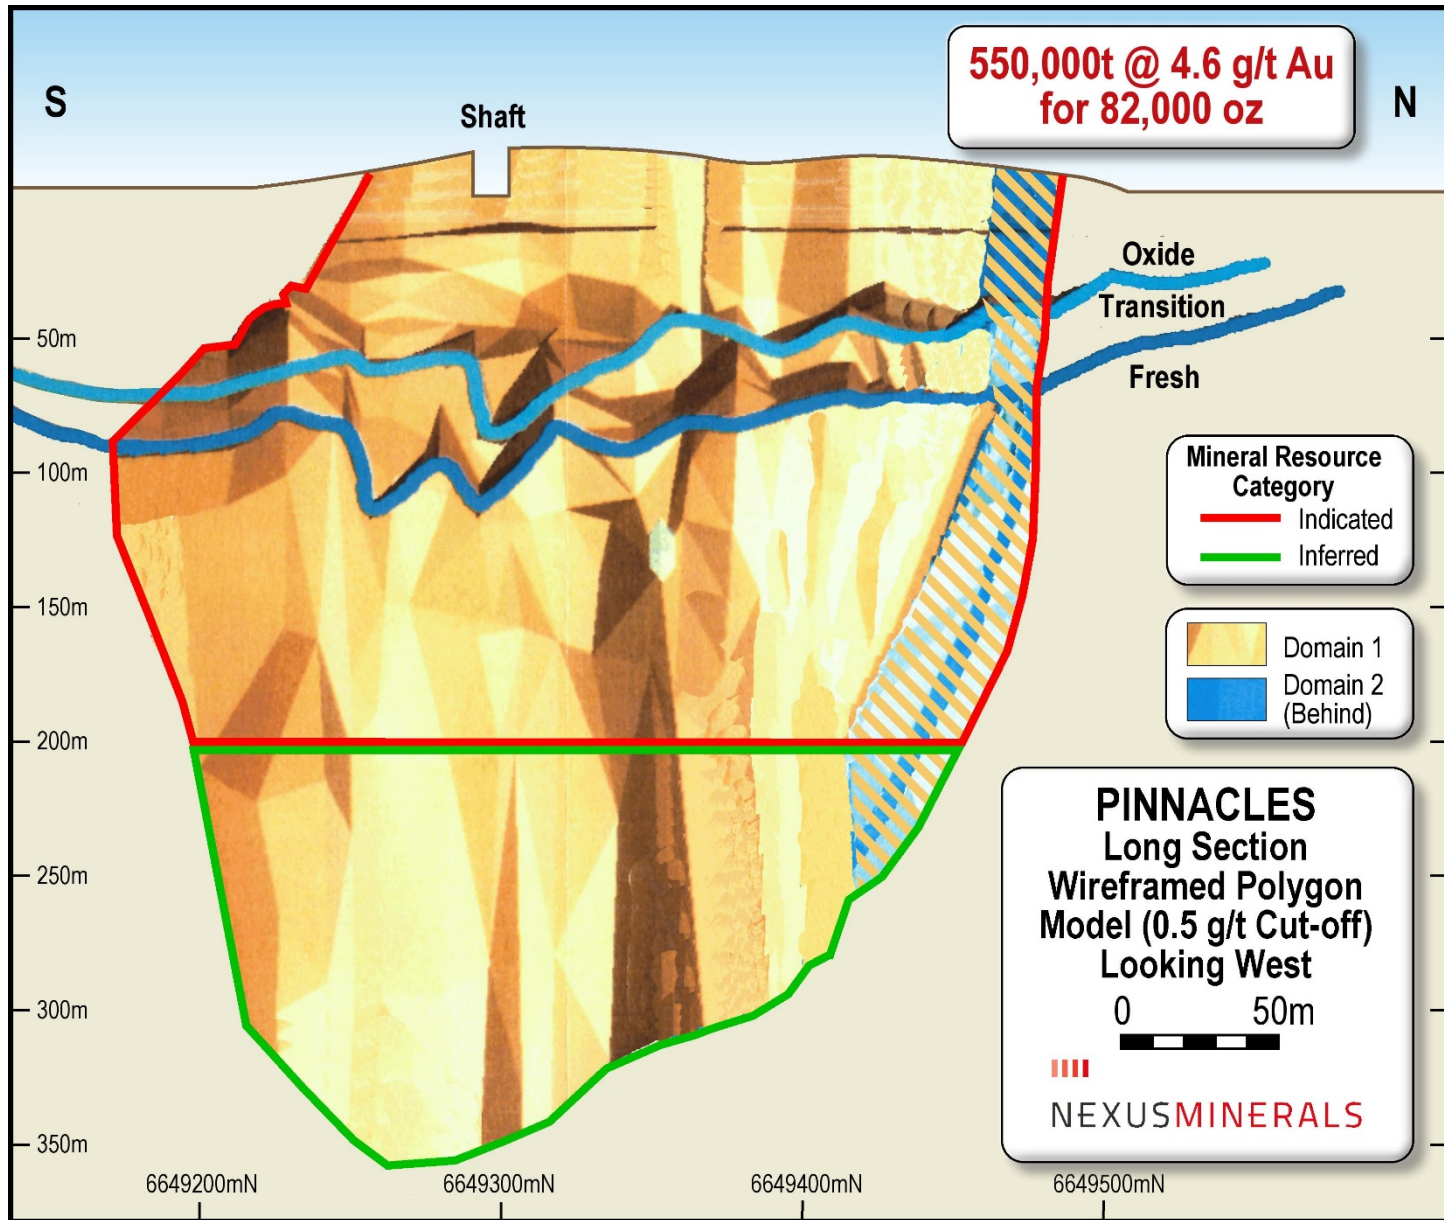 550,000t @ 4.6 g/t Au
for 82,000 oz
S
N
Shaft
Oxide
Transition
Fresh
50m
100m
150m
200m
250m
300m
350m
Mineral Resource
Category
Indicated
Inferred
Domain 1
Domain 2
(Behind)
PINNACLES
Long Section
Wireframed Polygon
Model (0.5 g/t Cut-off)
Looking West
0 50m
NEXUSMINERALS
6649200mN 6649300mN 6649400mN 6649500mN